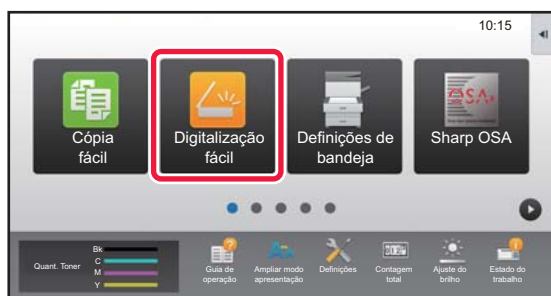 10:15
Cópia
fácil
Digitalização
fácil
Definições de
bandeja
OSA
Sharp OSA
Quant. Toner
Bk
C
M
Y
Guia de
operação
Ampliar modo
apresentação
Definições
Contagem
total
Ajuste do
brilho
Estado do
trabalho